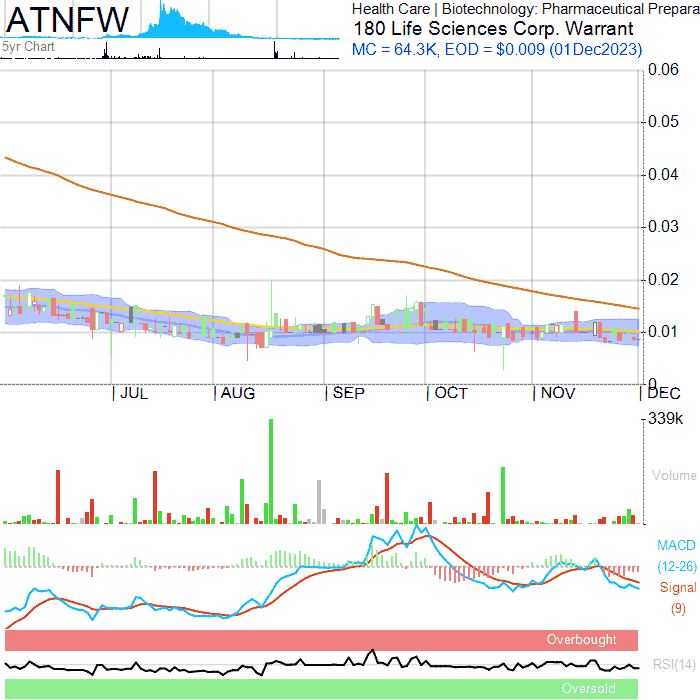 ATNFW
5yr Chart
Health Care | Biotechnology: Pharmaceutical Prepara
180 Life Sciences Corp. Warrant
MC = 64.3K, EOD = $0.009 (01Dec2023)
0.06
0.05
0.04
0.03
0.02
0.01
0
JUL
AUG
SEP
OCT
NOV
DEC
339k
Volume
MACD
(12-26)
Signal
(9)
Overbought
RSI(14)
Oversold